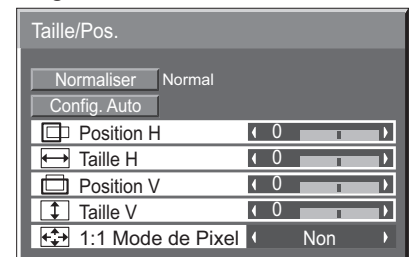 Taille/Pos.
Normaliser Normal
Config. Auto
Position H 0
Taille H 0
Position V 0
Taille V 0
1:1 Mode de Pixel Non